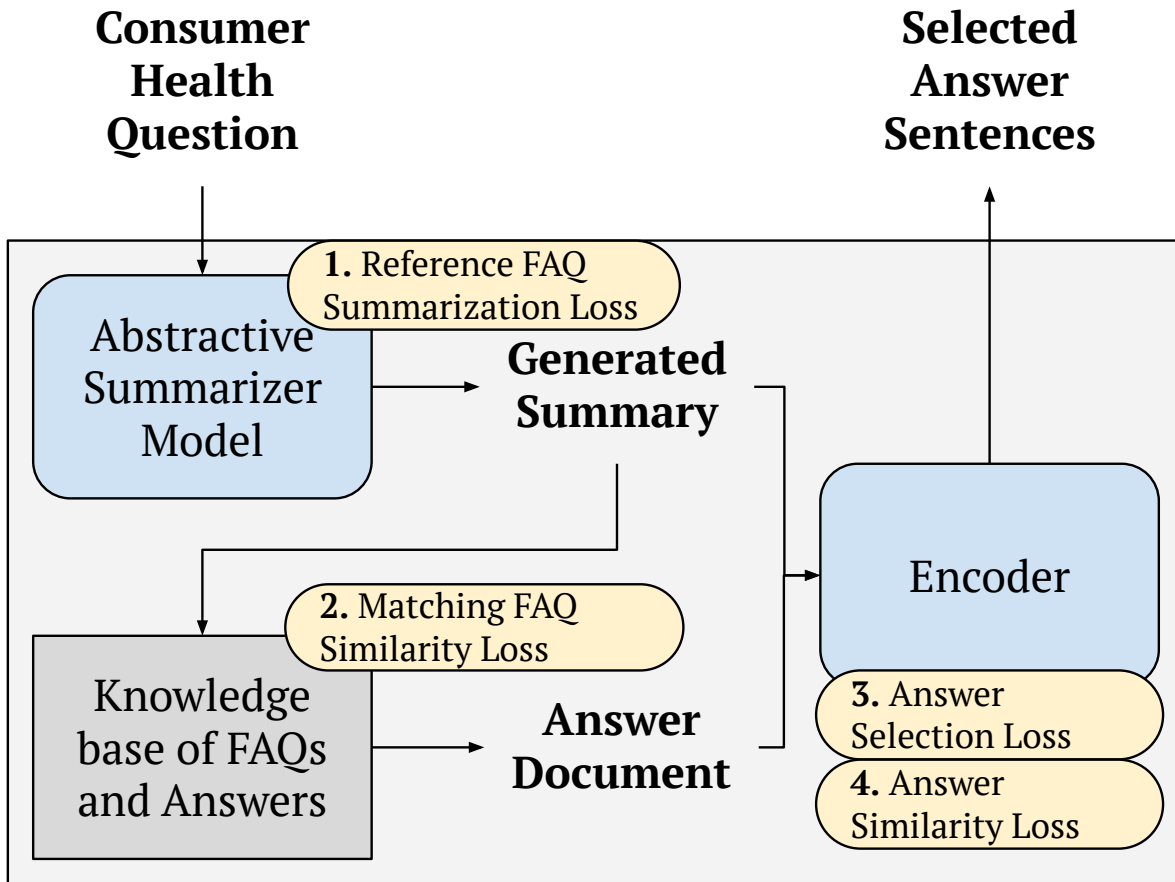 Consumer
Health
Question
Selected
Answer
Sentences
1. Reference FAQ
Summarization Loss
Abstractive
Summarizer
Model
Generated
Summary
Encoder
2. Matching FAQ
Similarity Loss
Knowledge
base of FAQs
and Answers
Answer
Document
3. Answer
Selection Loss
4. Answer
Similarity Loss